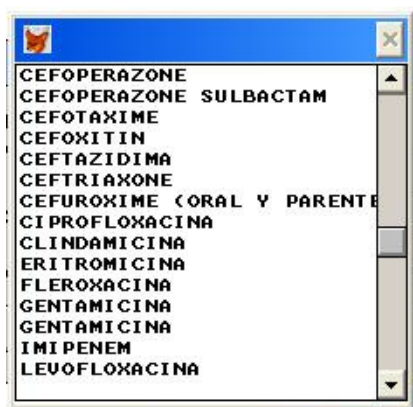 CEFOPERAZONE
CEFOPERAZONE SULBACTAM
CEFOTAXIME
CEFOXITIN
CEFTAZIDIMA
CEFTRIAXONE
CEFUROXIME (ORAL Y PARENTE
CIPROFLOXACINA
CLINDAMICINA
ERITROMICINA
FLEROXACINA
GENTAMICINA
GENTAMICINA
IMIPENEM
LEVOFLOXACINA